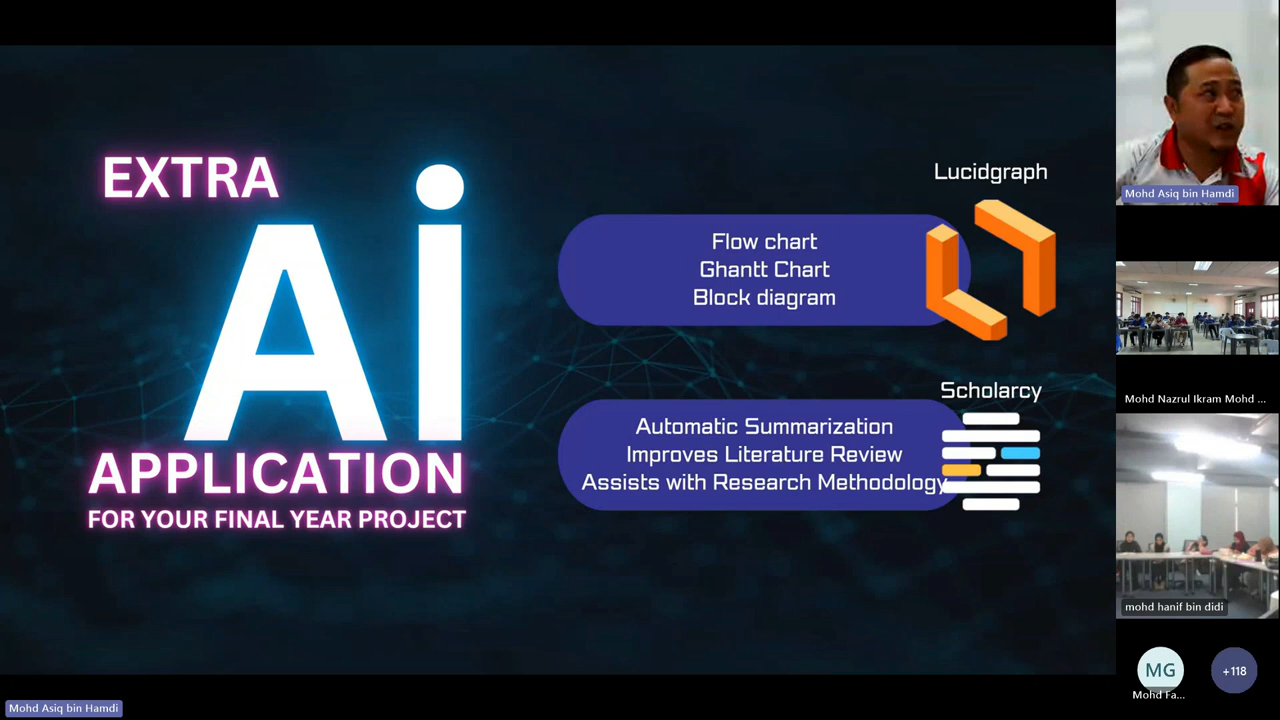 EXTRA
Ai
APPLICATION
FOR YOUR FINAL YEAR PROJECT
Lucidgraph
Flow chart
Ghantt Chart
Block diagram
Scholarcy
Automatic Summarization
Improves Literature Review
Assists with Research Methodology
Mohd Asiq bin Hamdi
Mohd Nazrul Ikram Mohd ...
mohd hanif bin didi
MG
Mohd Fa...
+118
Mohd Asiq bin Hamdi